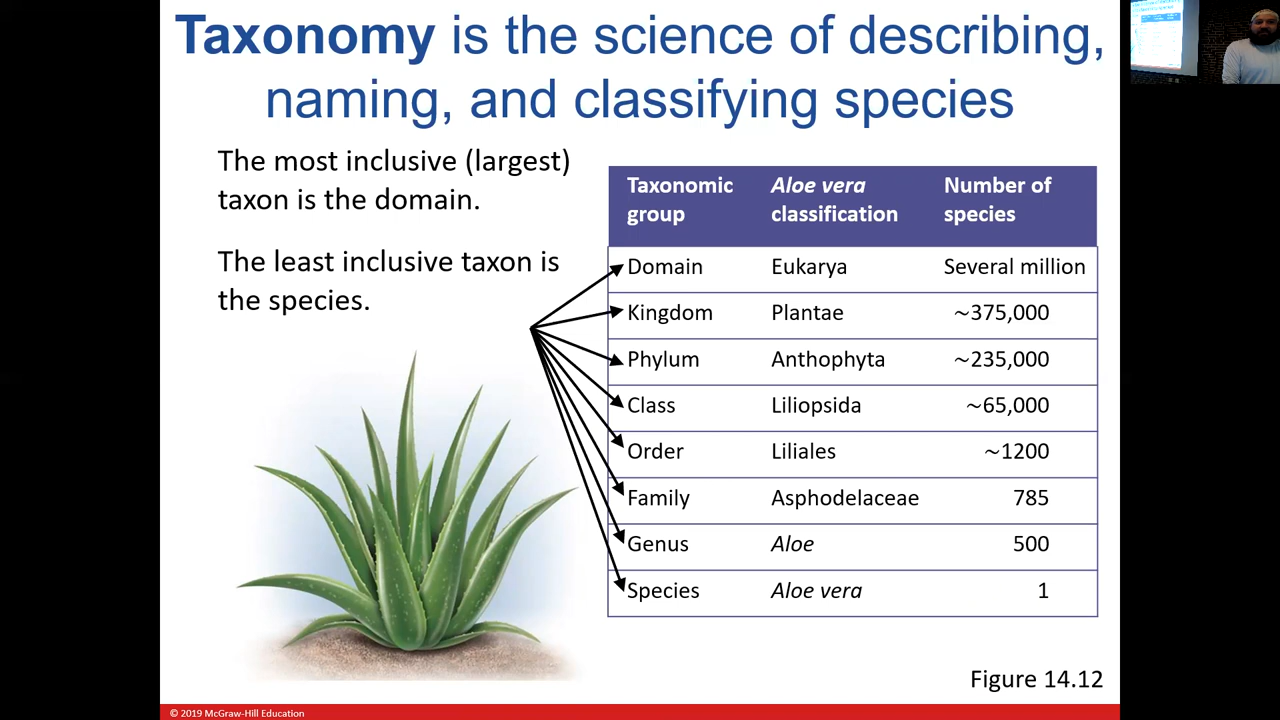 Taxonomy is the science of describing,
naming, and classifying species
The most inclusive (largest)
taxon is the domain.
The least inclusive taxon is
the species.
Taxonomic group Aloe vera classification Number of species
Domain Eukarya Several million
Kingdom Plantae ~375,000
Phylum Anthophyta ~235,000
Class Liliopsida ~65,000
Order Liliales ~1200
Family Asphodelaceae 785
Genus Aloe 500
Species Aloe vera 1
Figure 14.12
© 2019 McGraw-Hill Education